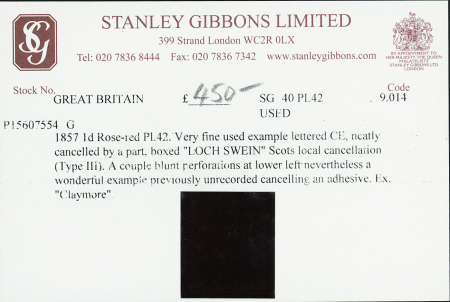 STANLEY GIBBONS LIMITED
399 Strand London WC2R 0LX
Tel: 020 7836 8444 Fax: 020 7836 7342 www.stanleygibbons.com
SG
BY APPOINTMENT TO
HER MAJESTY THE QUEEN
PHILATELISTS
STANLEY GIBBONS LTD
LONDON
Stock No. Code
GREAT BRITAIN £ 450- SG 40 PL42 9.014
USED
P15607554 G
1857 1d Rose-red PL42. Very fine used example lettered CE, neatly
cancelled by a part, boxed "LOCH SWEIN" Scots local cancellation
(Type IIi). A couple blunt perforations at lower left nevertheless a
wonderful example previously unrecorded cancelling an adhesive. Ex.
"Claymore"